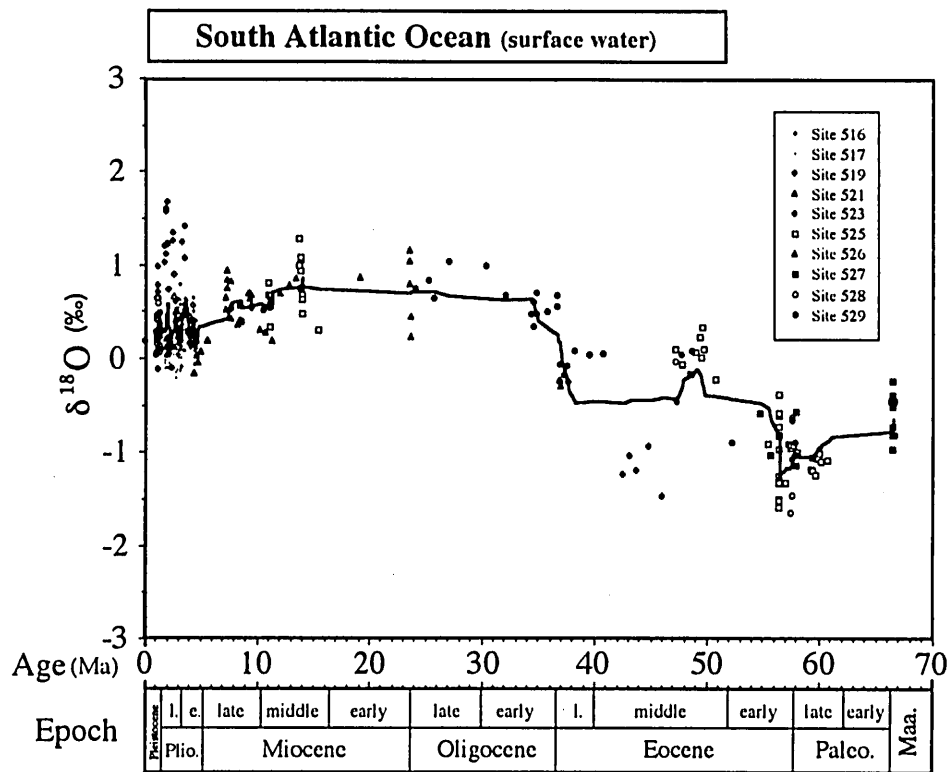 South Atlantic Ocean (surface water)
3
2
1
0
-1
-2
-3
δ18O (‰)
Site 516
Site 517
Site 519
Site 521
Site 523
Site 525
Site 526
Site 527
Site 528
Site 529
Age (Ma) 0 10 20 30 40 50 60 70
Epoch
Pleistocene
l. e. late middle early late early l. middle early late early
Plio. Miocene Oligocene Eocene Paleo. Maa.